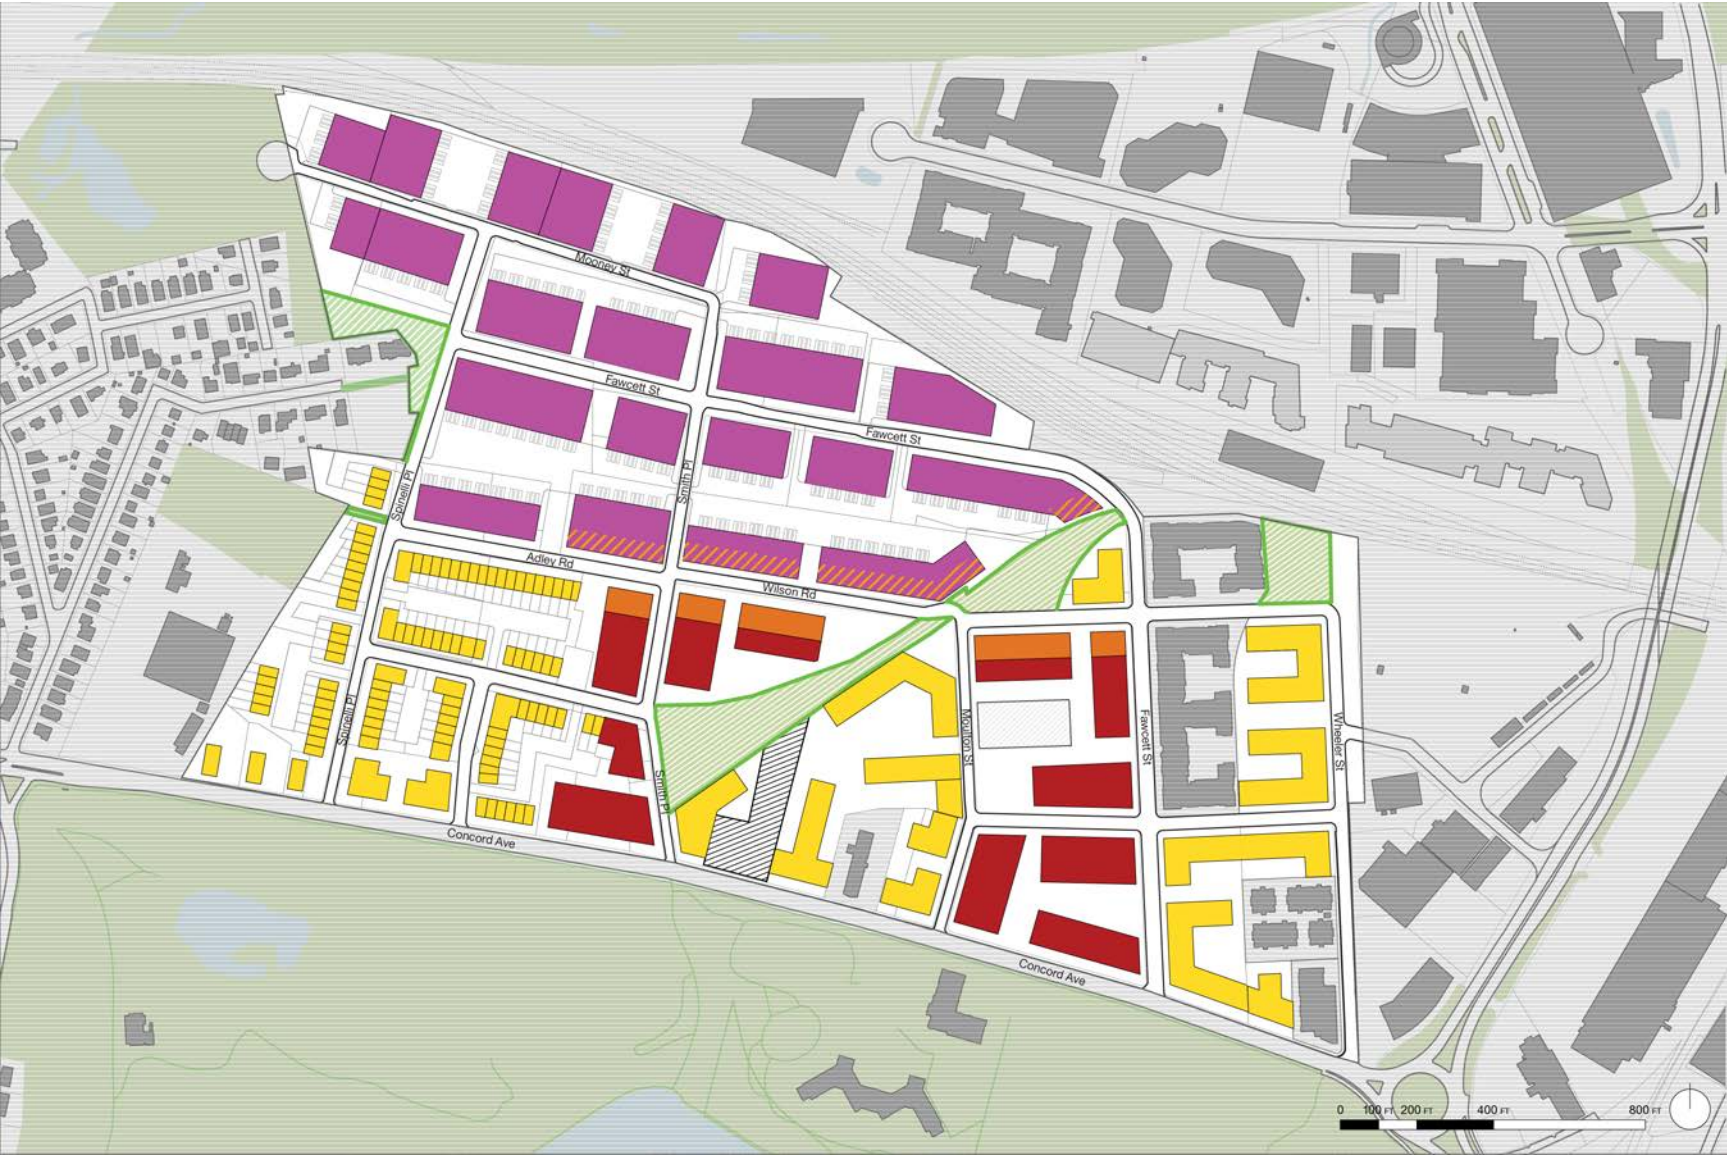 Mooney St
Fawcett St
Fawcett St
Smith Pl
Spinelli Pl
Adley Rd
Wilson Rd
Spinelli Pl
Moulton St
Fawcett St
Wheeler St
Smith Pl
Concord Ave
Concord Ave
0 100 FT 200 FT 400 FT 800 FT